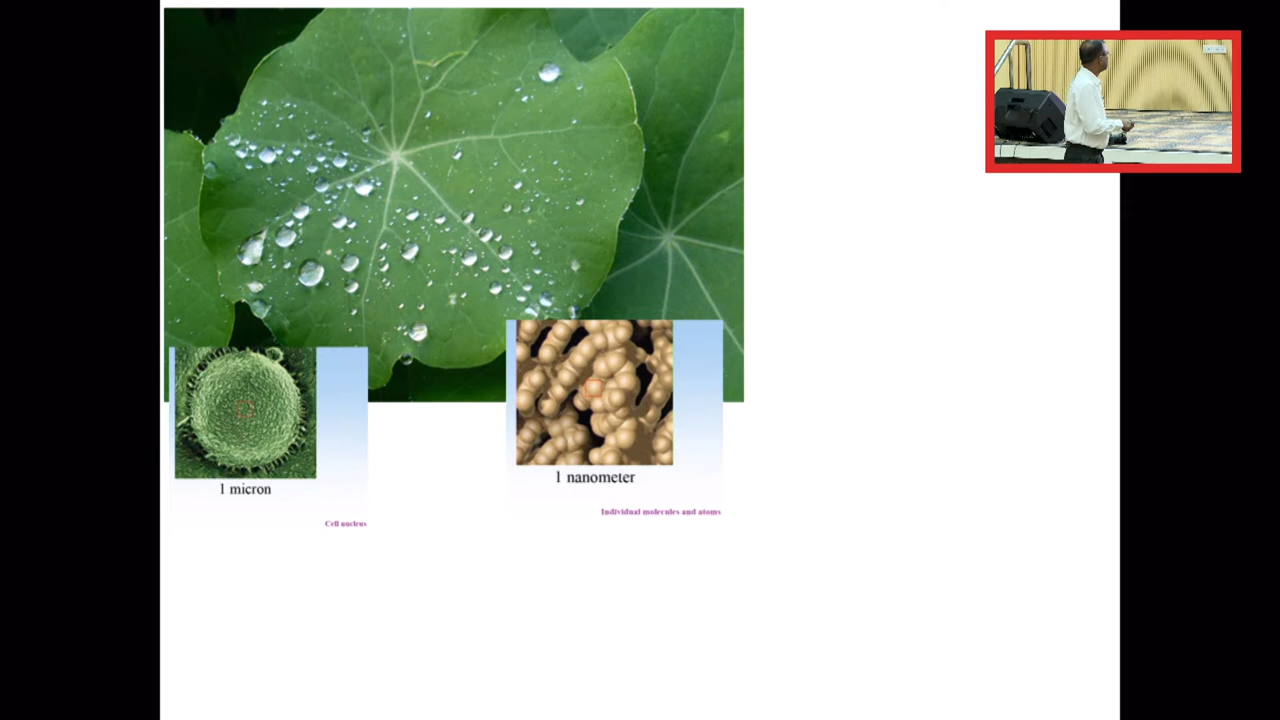 1 micron
Cell nucleus
1 nanometer
Individual molecules and atoms